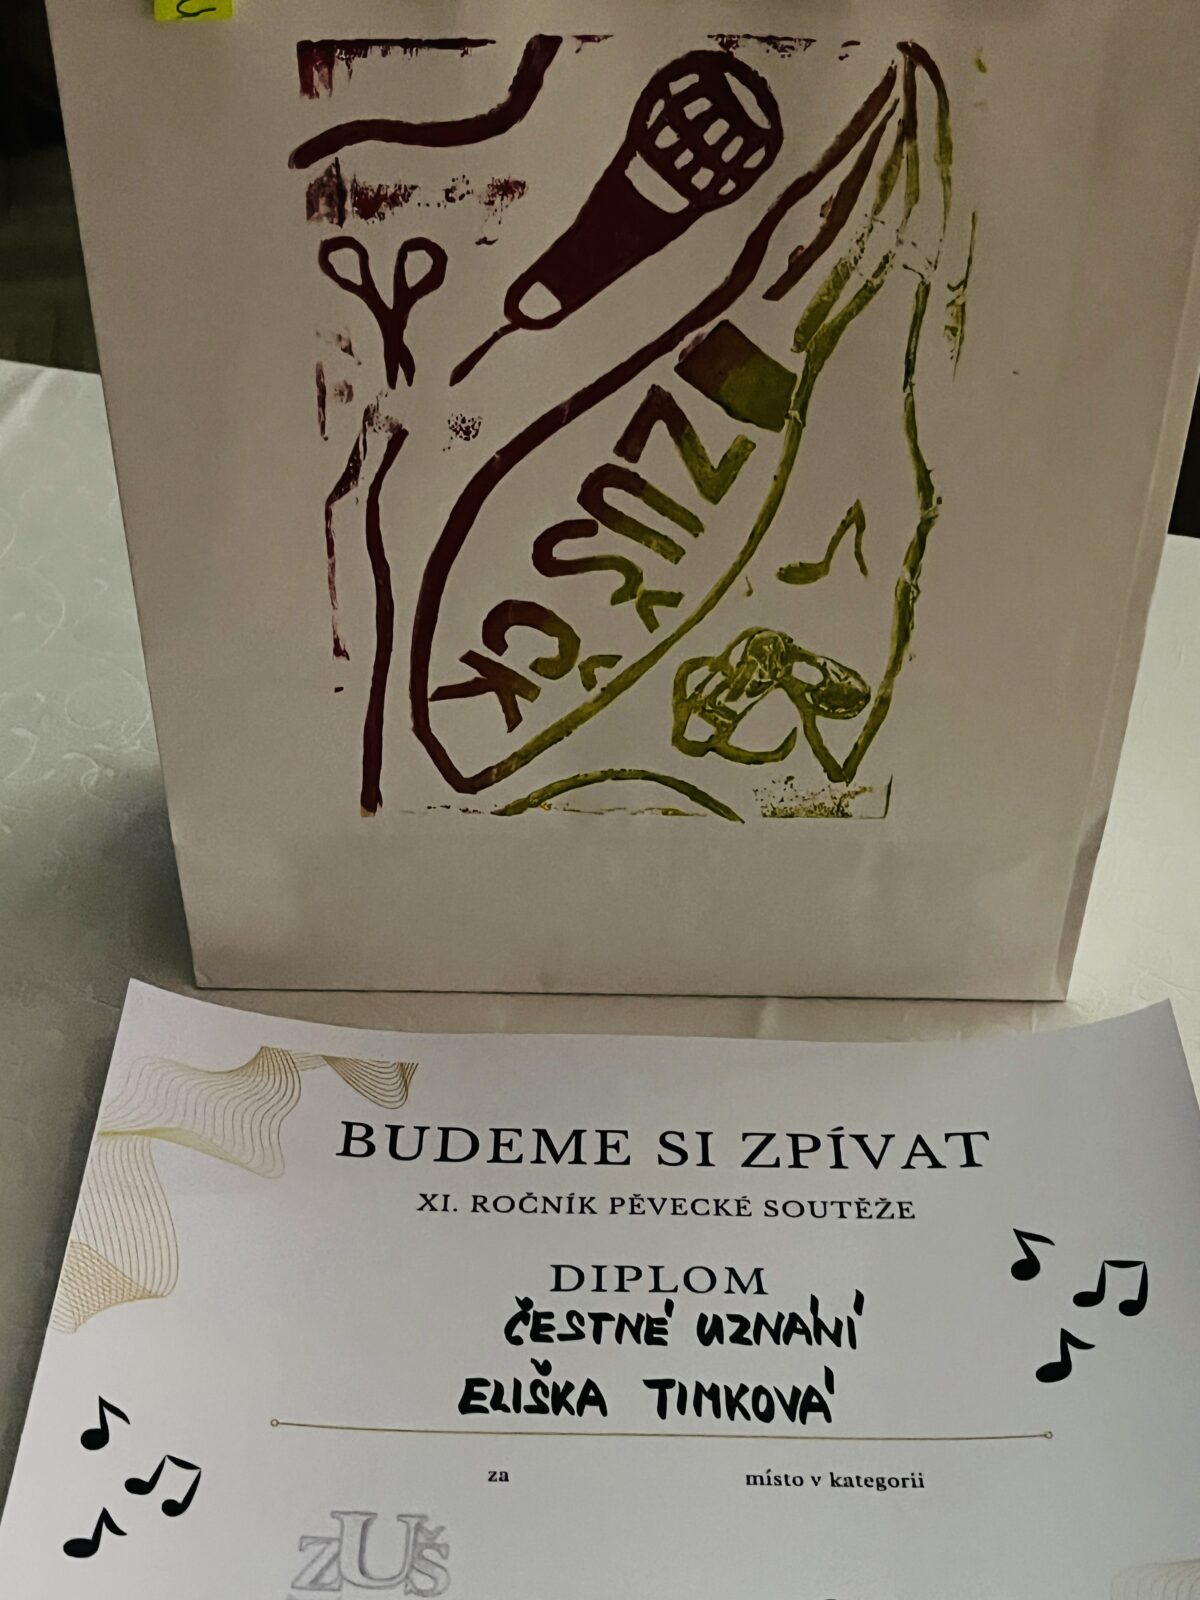 ZUŠ
ČK
BUDEME SI ZPÍVAT
XI. ROČNÍK PĚVECKÉ SOUTĚŽE
DIPLOM
ČESTNÉ UZNÁNÍ
ELIŠKA TIMKOVÁ
za místo v kategorii
ZUŠ